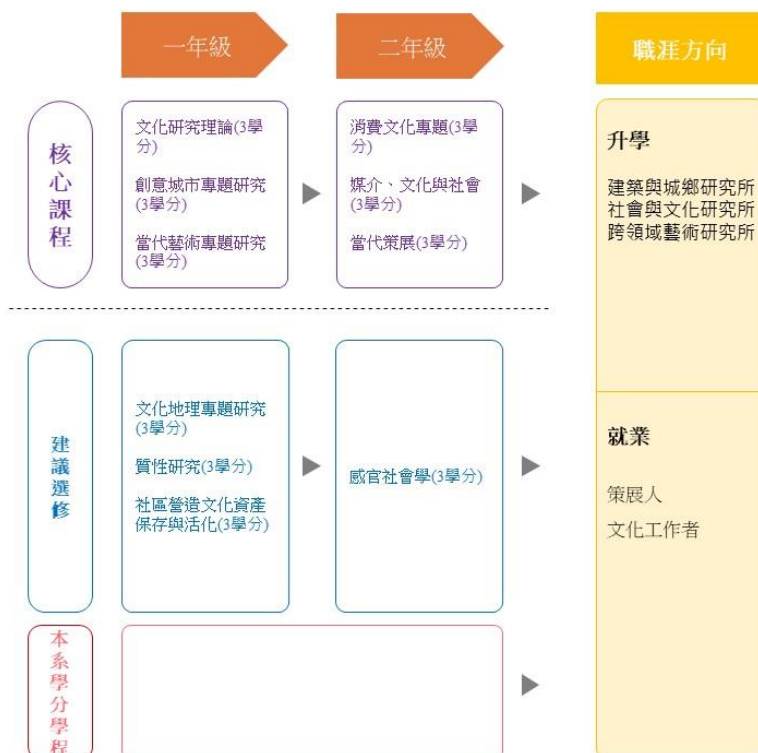 一年級
二年級
職涯方向
核心課程
文化研究理論(3學
分)
創意城市專題研究
(3學分)
當代藝術專題研究
(3學分)
消費文化專題(3學
分)
媒介、文化與社會
(3學分)
當代策展(3學分)
升學
建築與城鄉研究所
社會與文化研究所
跨領域藝術研究所
建議選修
文化地理專題研究
(3學分)
質性研究(3學分)
社區營造文化資產
保存與活化(3學分)
感官社會學(3學分)
就業
策展人
文化工作者
本系學分學程